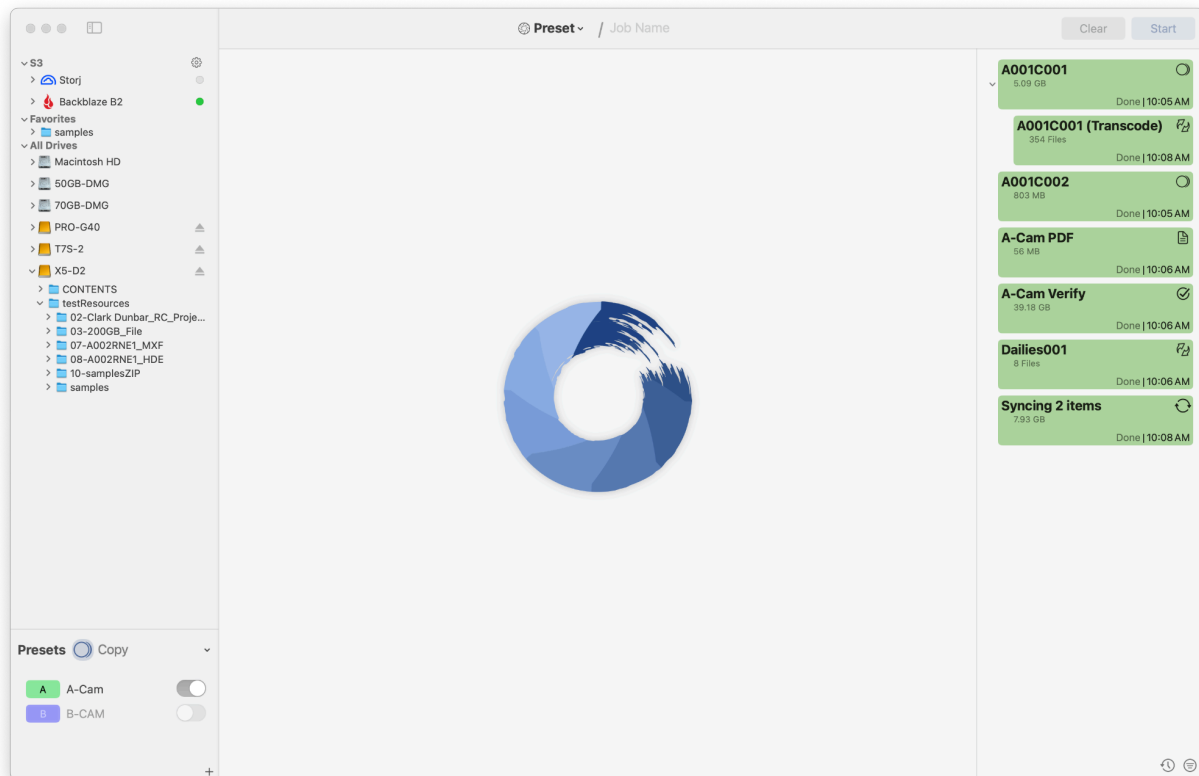 Preset / Job Name
Clear
Start
S3
Storj
Backblaze B2
Favorites
samples
All Drives
Macintosh HD
50GB-DMG
70GB-DMG
PRO-G40
T7S-2
X5-D2
CONTENTS
testResources
02-Clark Dunbar_RC_Proje...
03-200GB_File
07-A002RNE1_MXF
08-A002RNE1_HDE
10-samplesZIP
samples
Presets Copy
A A-Cam
B B-CAM
+
A001C001
5.09 GB
Done | 10:05 AM
A001C001 (Transcode)
354 Files
Done | 10:08 AM
A001C002
803 MB
Done | 10:05 AM
A-Cam PDF
56 MB
Done | 10:06 AM
A-Cam Verify
39.18 GB
Done | 10:06 AM
Dailies001
8 Files
Done | 10:06 AM
Syncing 2 items
7.93 GB
Done | 10:08 AM